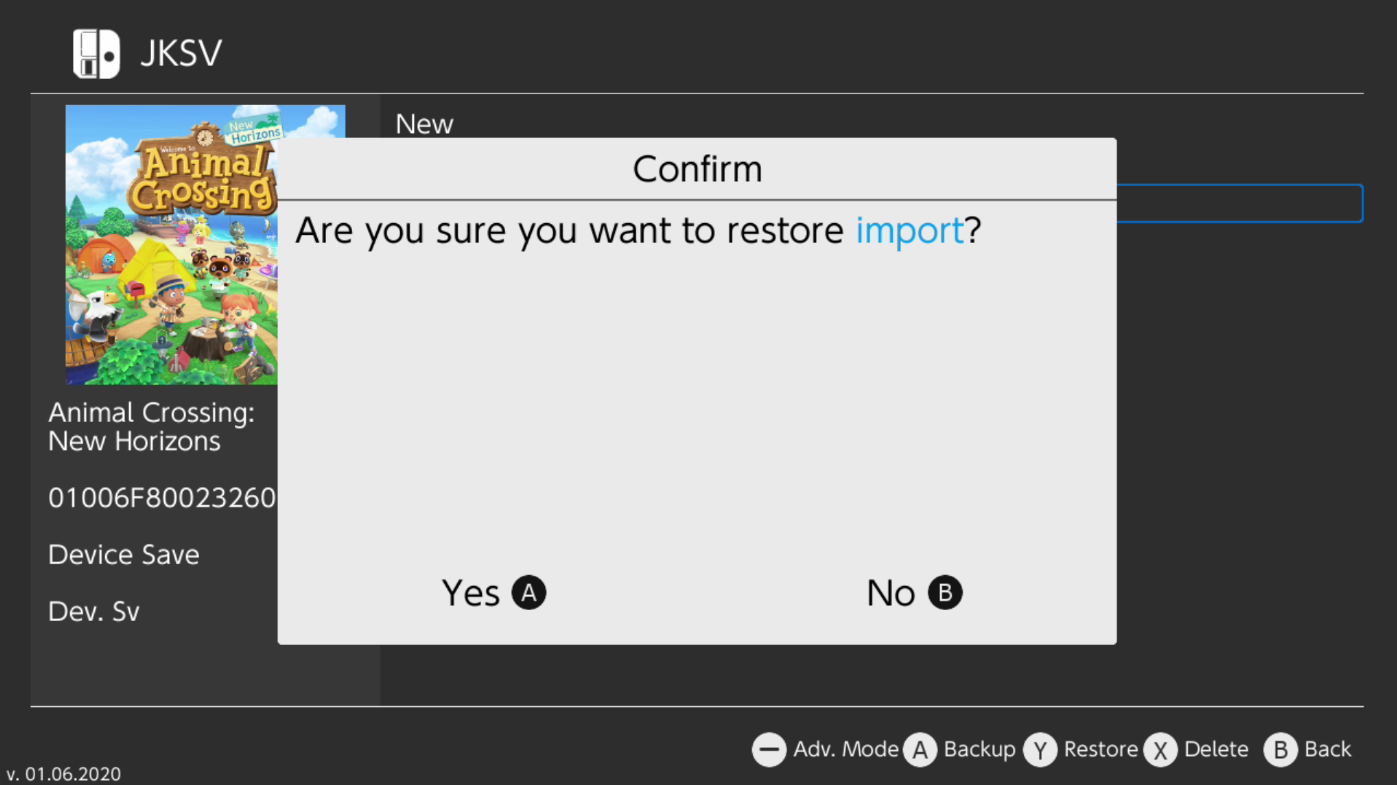 JKSV
New
Horizons
Welcome to
Animal
Crossing
New
Confirm
Are you sure you want to restore import?
Yes A
No B
Animal Crossing:
New Horizons
01006F80023260
Device Save
Dev. Sv
Adv. Mode A Backup Y Restore X Delete B Back
v. 01.06.2020